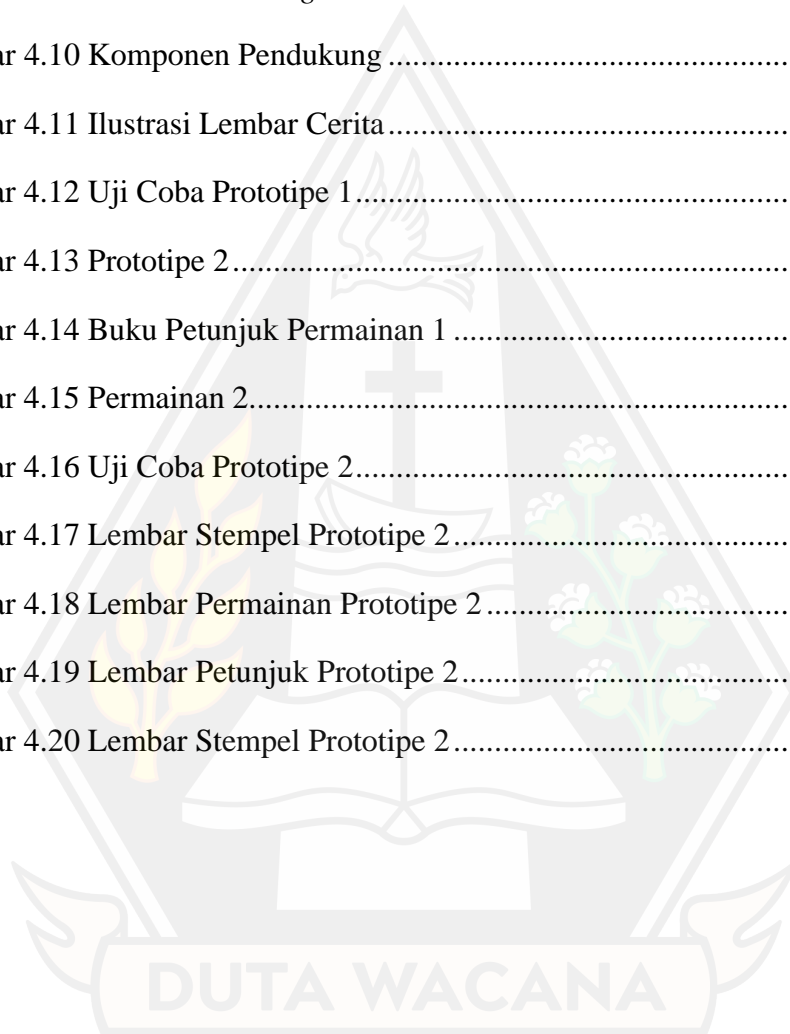 ar 4.10 Komponen Pendukung ........................................................
ar 4.11 Ilustrasi Lembar Cerita ........................................................
ar 4.12 Uji Coba Prototipe 1 ........................................................
ar 4.13 Prototipe 2 ........................................................
ar 4.14 Buku Petunjuk Permainan 1 ........................................................
ar 4.15 Permainan 2 ........................................................
ar 4.16 Uji Coba Prototipe 2 ........................................................
ar 4.17 Lembar Stempel Prototipe 2 ........................................................
ar 4.18 Lembar Permainan Prototipe 2 ........................................................
ar 4.19 Lembar Petunjuk Prototipe 2 ........................................................
ar 4.20 Lembar Stempel Prototipe 2 ........................................................
DUTA WACANA